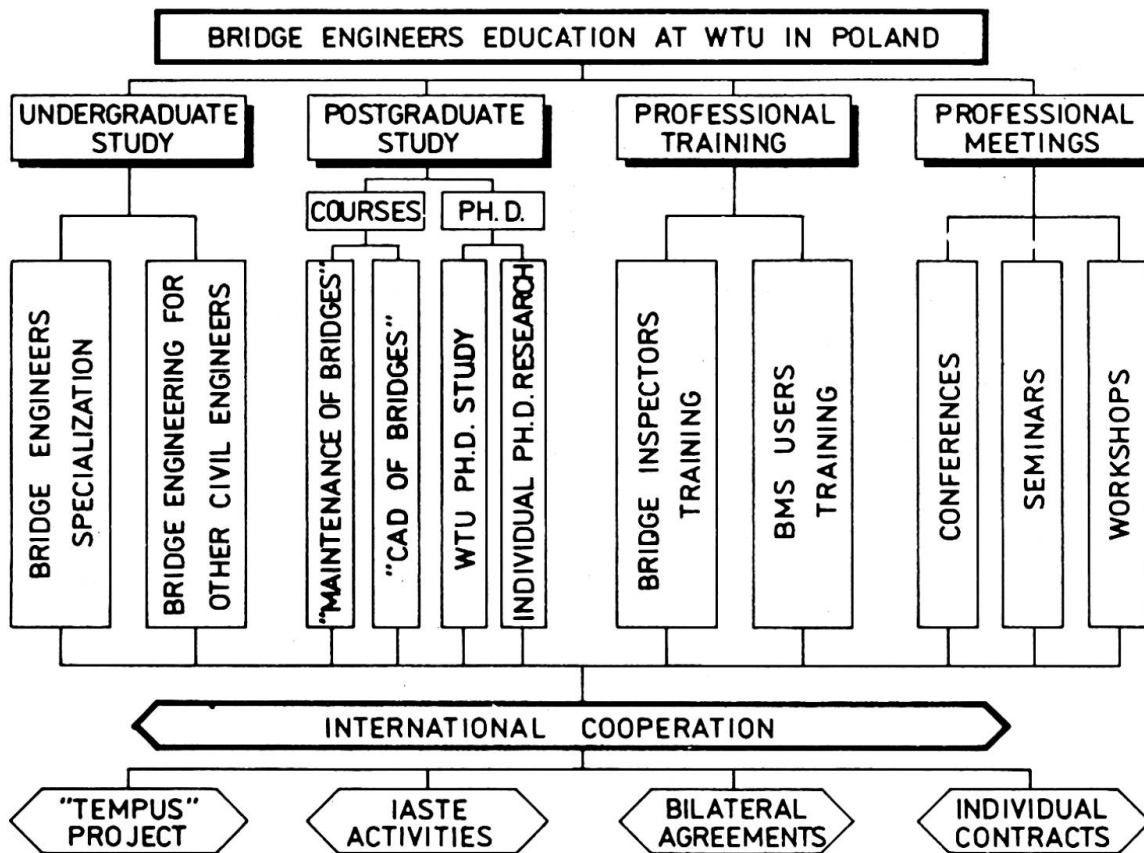 BRIDGE ENGINEERS EDUCATION AT WTU IN POLAND
UNDERGRADUATE
STUDY
POSTGRADUATE
STUDY
PROFESSIONAL
TRAINING
PROFESSIONAL
MEETINGS
COURSES
PH.D.
BRIDGE ENGINEERS
SPECIALIZATION
BRIDGE ENGINEERING FOR
OTHER CIVIL ENGINEERS
"MAINTENANCE OF BRIDGES"
"CAD OF BRIDGES"
WTU PH.D. STUDY
INDIVIDUAL PH.D. RESEARCH
BRIDGE INSPECTORS
TRAINING
BMS USERS
TRAINING
CONFERENCES
SEMINARS
WORKSHOPS
INTERNATIONAL COOPERATION
"TEMPUS"
PROJECT
IASTE
ACTIVITIES
BILATERAL
AGREEMENTS
INDIVIDUAL
CONTRACTS